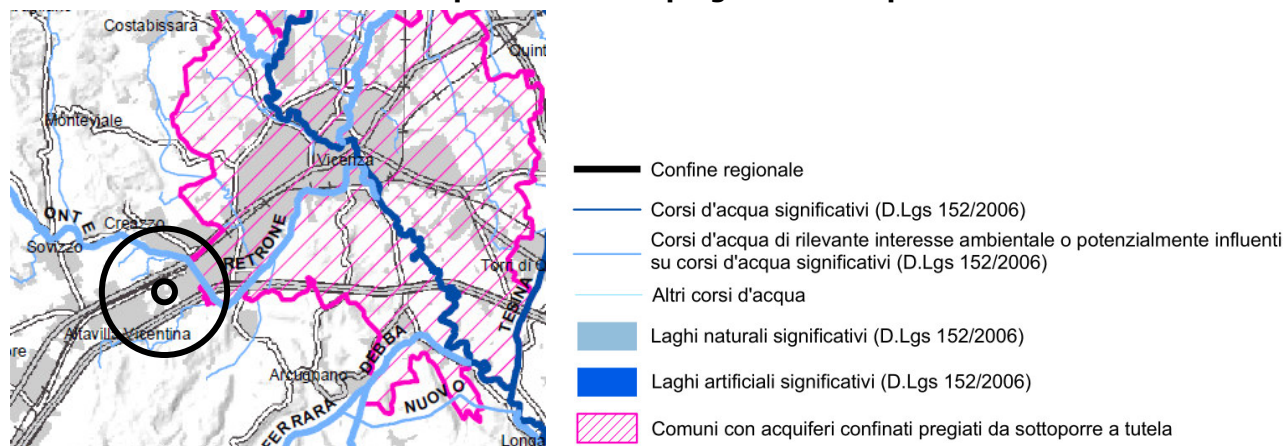 Costabissara
Quint
Monteviale
Vicenza
ONTE
Creazzo
Sovizzo
RETRONE
Torri di Q
TESINA
Altavilla Vicentina
re
DEBBA
Arcugnano
NUOVO
FERRARA
Longa
Confine regionale
Corsi d'acqua significativi (D.Lgs 152/2006)
Corsi d'acqua di rilevante interesse ambientale o potenzialmente influenti
su corsi d'acqua significativi (D.Lgs 152/2006)
Altri corsi d'acqua
Laghi naturali significativi (D.Lgs 152/2006)
Laghi artificiali significativi (D.Lgs 152/2006)
Comuni con acquiferi confinati pregiati da sottoporre a tutela